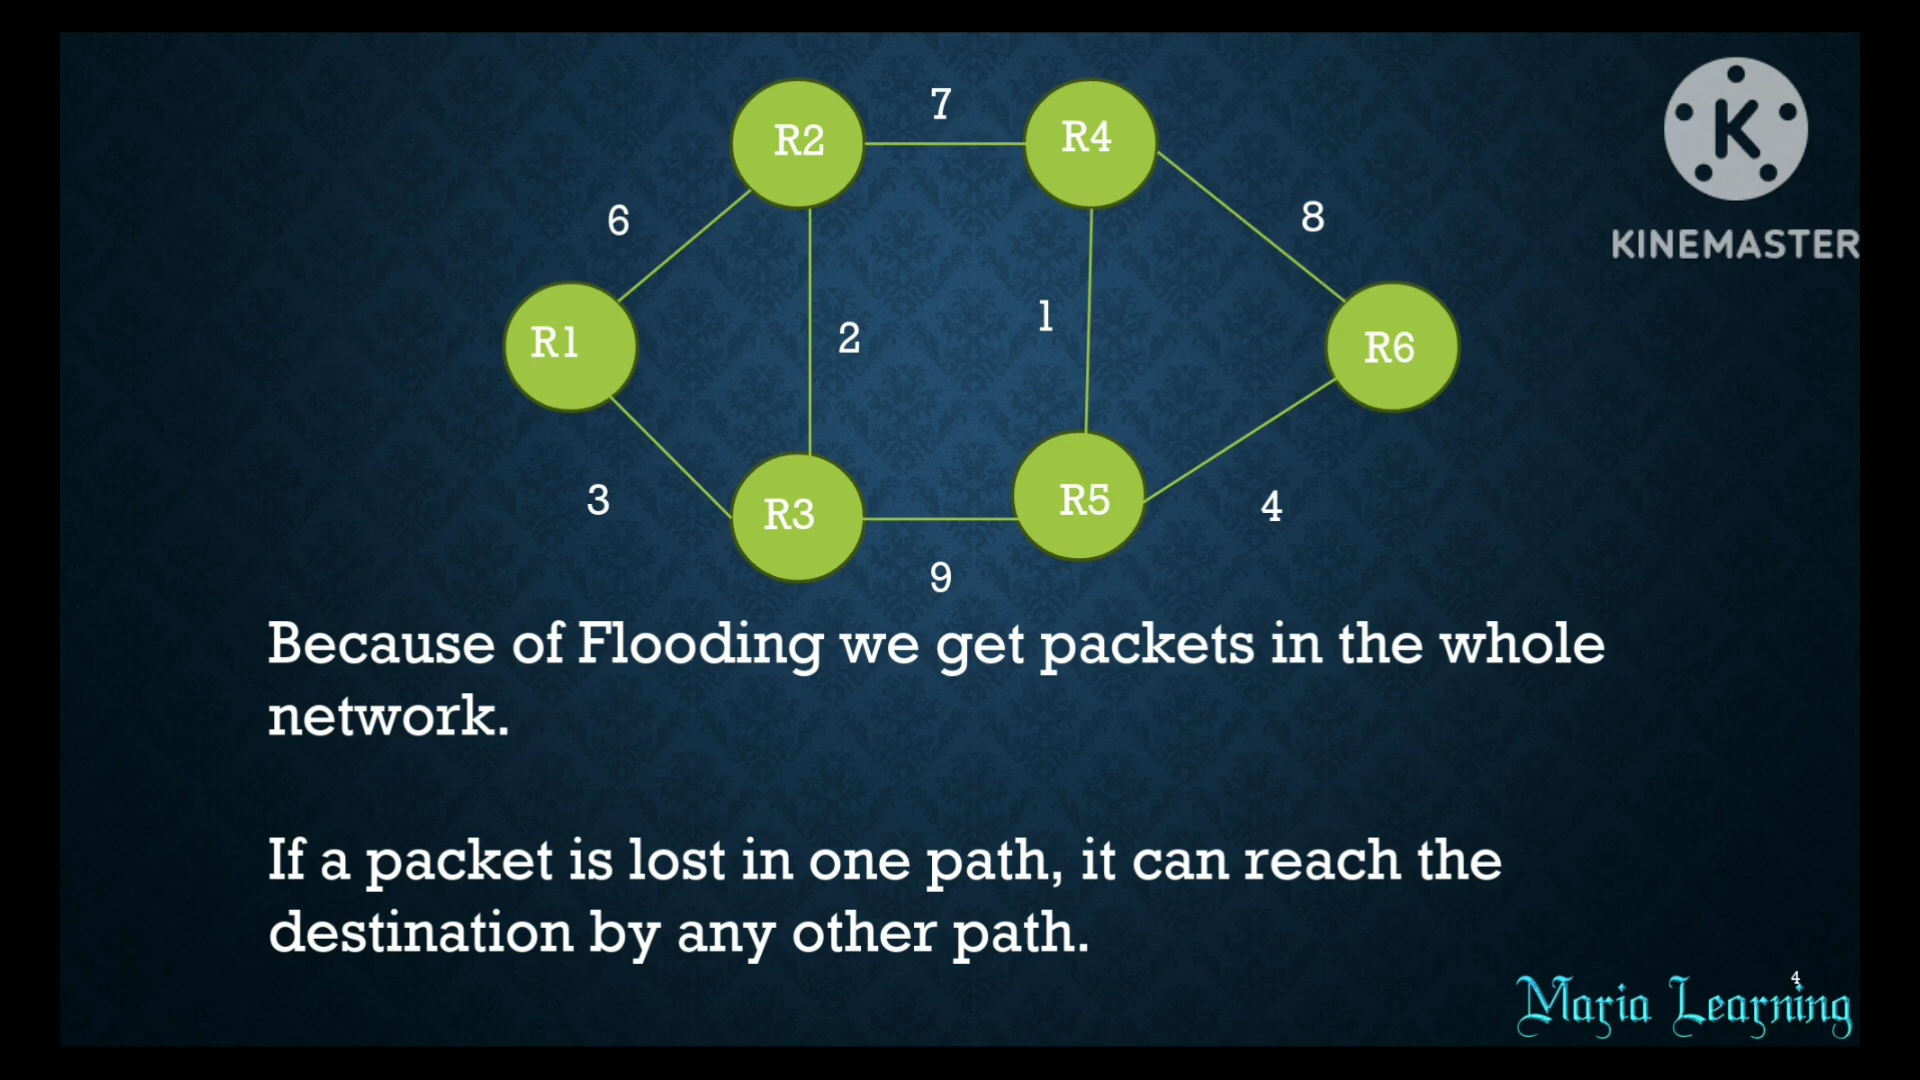 7
R2
R4
K
6
8
KINEMASTER
R1
2
1
R6
3
R3
R5
4
9
Because of Flooding we get packets in the whole
network.
If a packet is lost in one path, it can reach the
destination by any other path.
4
Maria Learning